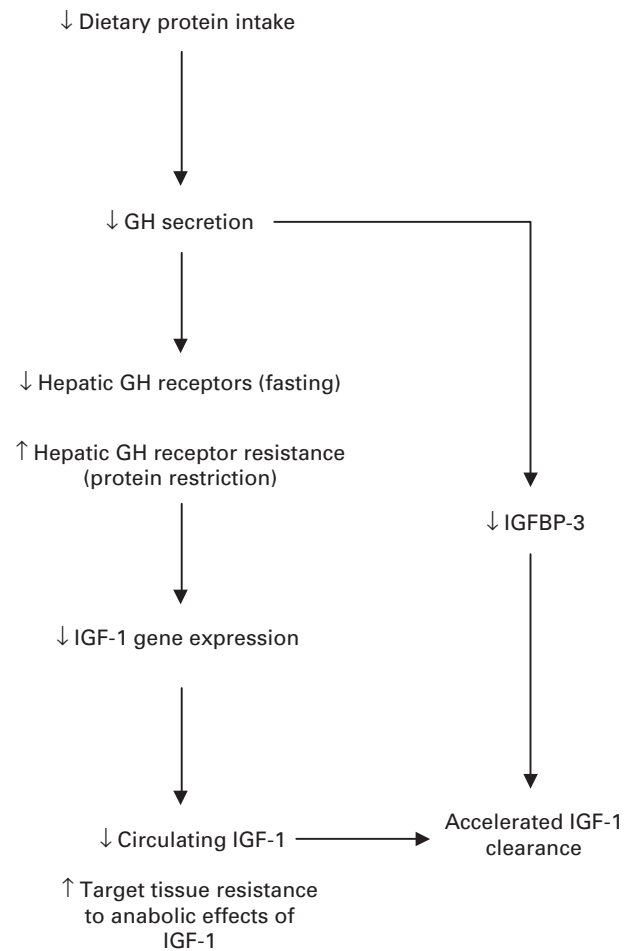 ↓ Dietary protein intake
↓ GH secretion
↓ Hepatic GH receptors (fasting)
↑ Hepatic GH receptor resistance
(protein restriction)
↓ IGFBP-3
↓ IGF-1 gene expression
↓ Circulating IGF-1
Accelerated IGF-1
clearance
↑ Target tissue resistance
to anabolic effects of
IGF-1